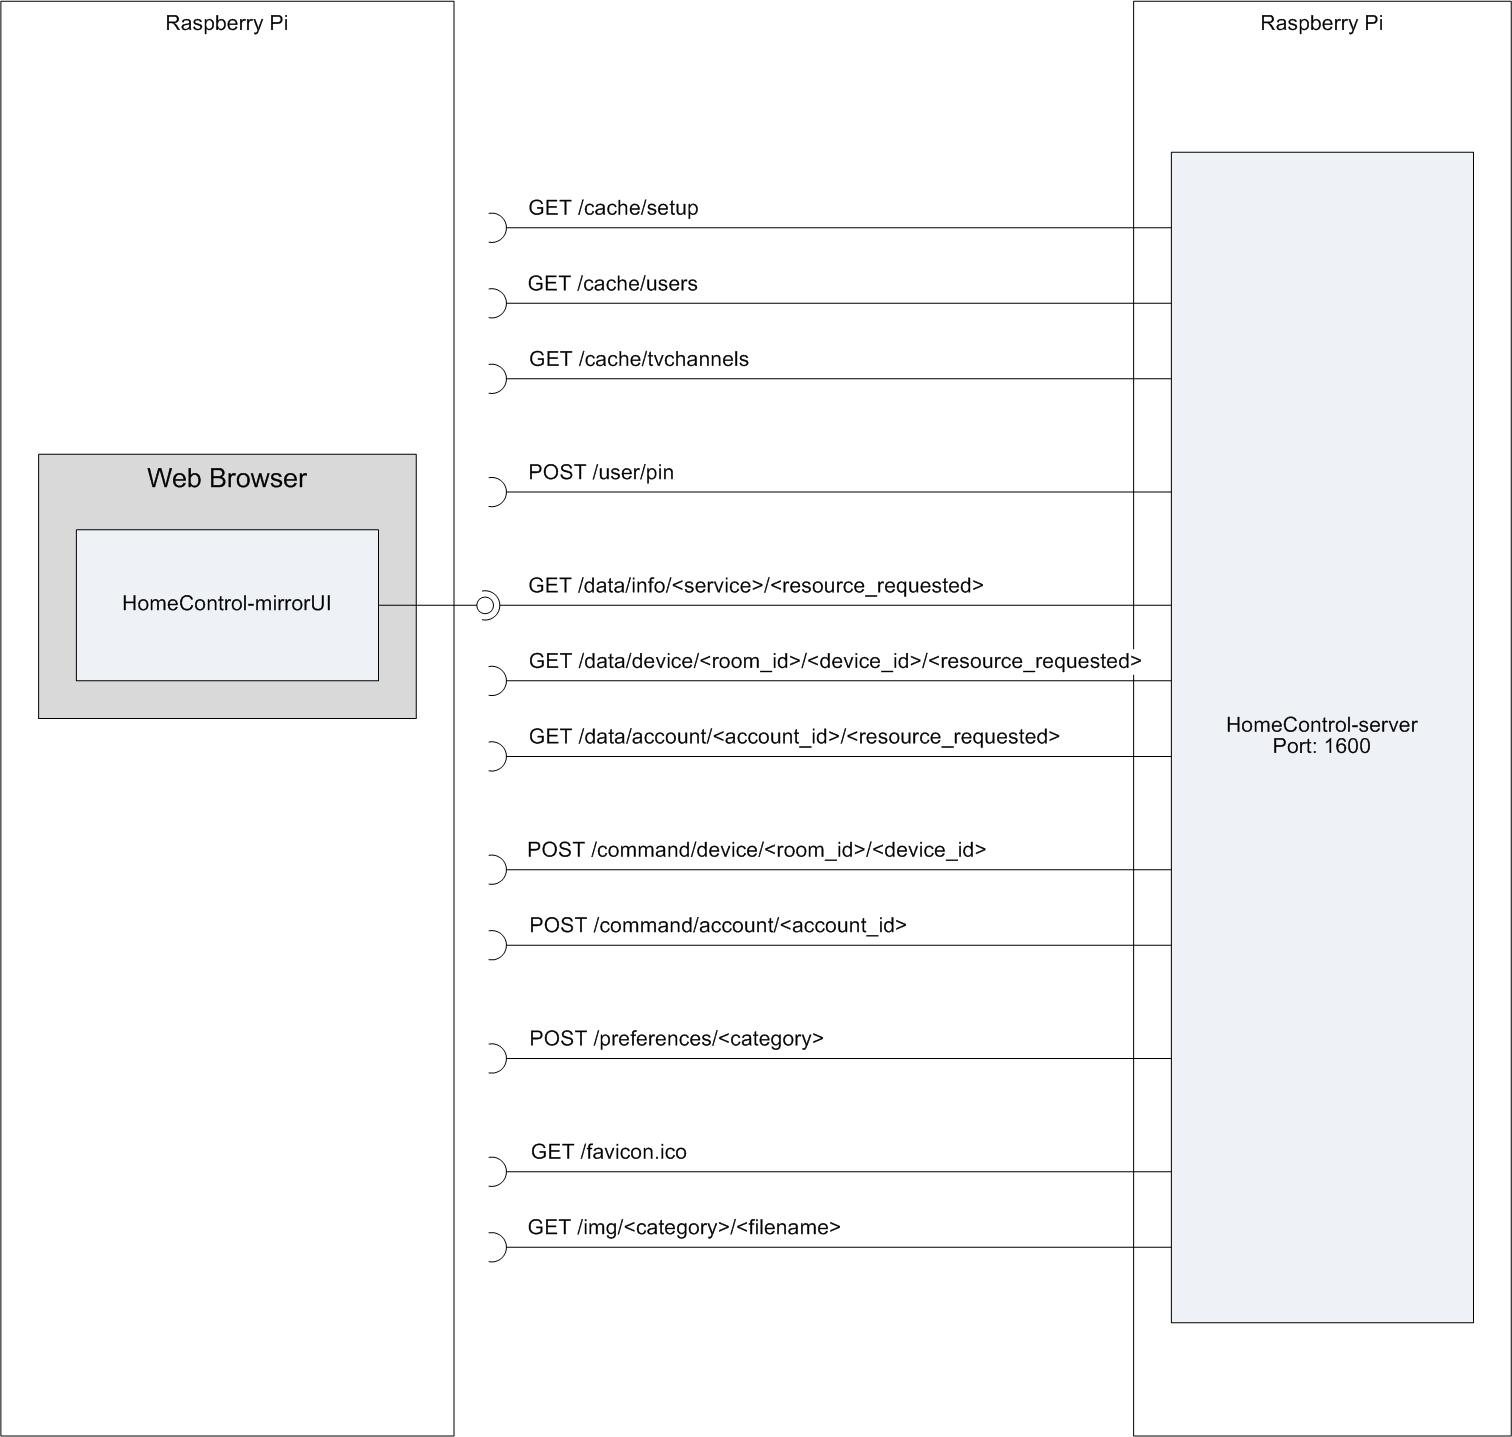 Raspberry Pi
Raspberry Pi
GET /cache/setup
GET /cache/users
GET /cache/tvchannels
POST /user/pin
Web Browser
HomeControl-mirrorUI
GET /data/info/<service>/<resource_requested>
GET /data/device/<room_id>/<device_id>/<resource_requested>
GET /data/account/<account_id>/<resource_requested>
HomeControl-server
Port: 1600
POST /command/device/<room_id>/<device_id>
POST /command/account/<account_id>
POST /preferences/<category>
GET /favicon.ico
GET /img/<category>/<filename>